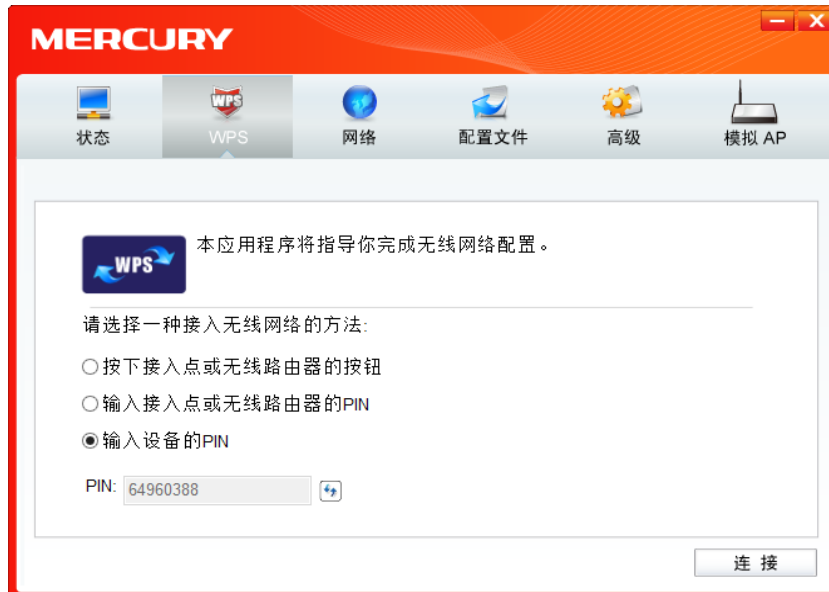 MERCURY
状态
WPS
WPS
网络
配置文件
高级
模拟 AP
WPS
本应用程序将指导你完成无线网络配置。
请选择一种接入无线网络的方法:
按下接入点或无线路由器的按钮
输入接入点或无线路由器的PIN
输入设备的PIN
PIN: 64960388
连 接